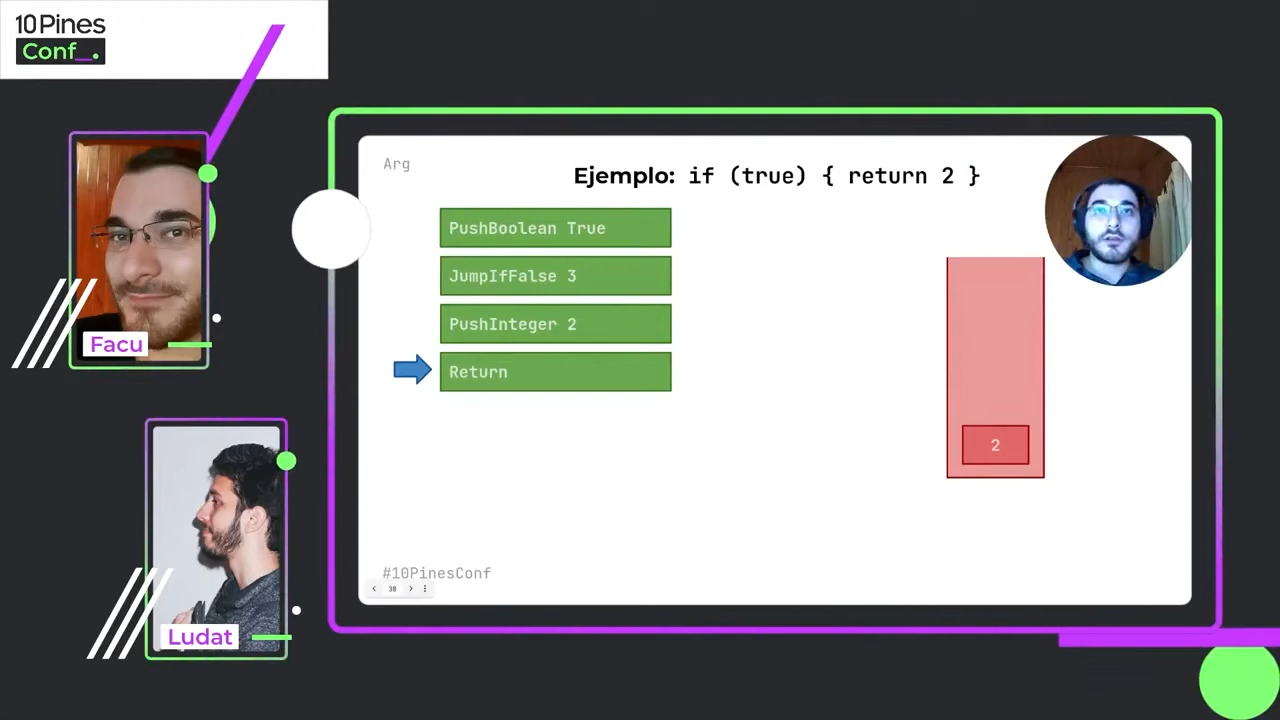 10Pines
Conf_.
Arg
Ejemplo: if (true) { return 2 }
PushBoolean True
JumpIfFalse 3
PushInteger 2
Return
2
Facu
Ludat
#10PinesConf
38